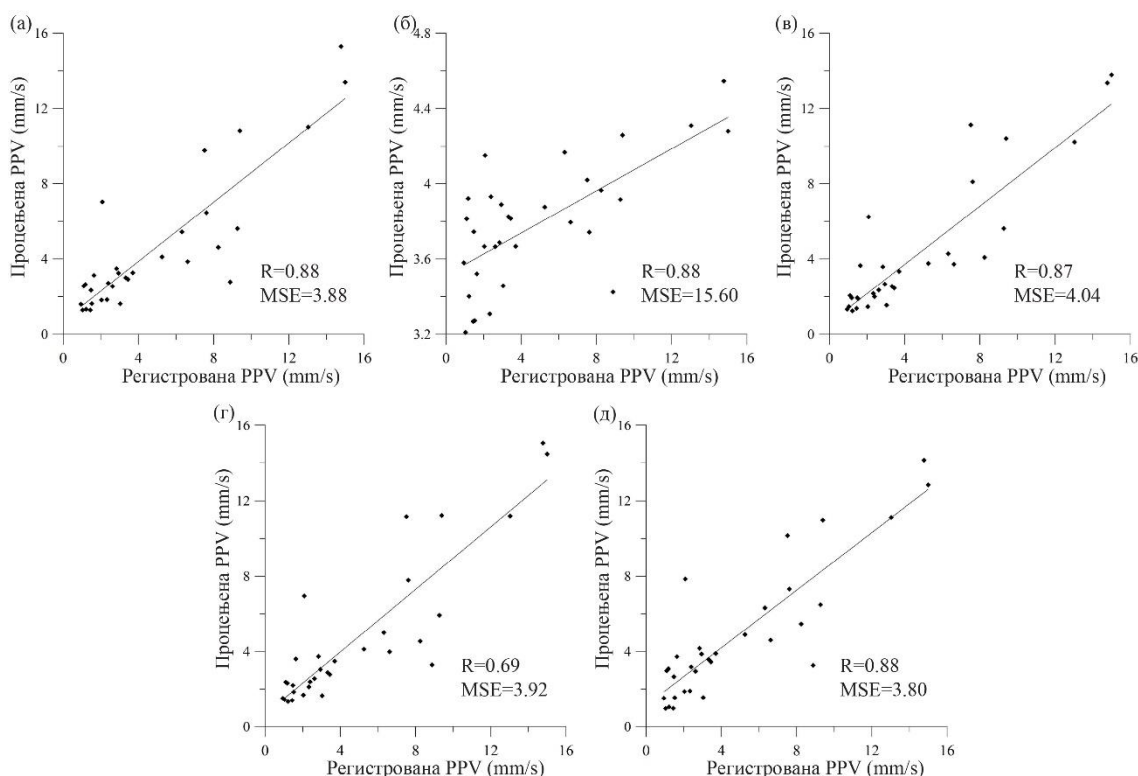 (а)
16
12
8
4
0
0 4 8 12 16
Процењена PPV (mm/s)
Регистрована PPV (mm/s)
R=0.88
MSE=3.88
(б)
4.8
4.4
4
3.6
3.2
0 4 8 12 16
Процењена PPV (mm/s)
Регистрована PPV (mm/s)
R=0.88
MSE=15.60
(в)
16
12
8
4
0
0 4 8 12 16
Процењена PPV (mm/s)
Регистрована PPV (mm/s)
R=0.87
MSE=4.04
(г)
16
12
8
4
0
0 4 8 12 16
Процењена PPV (mm/s)
Регистрована PPV (mm/s)
R=0.69
MSE=3.92
(д)
16
12
8
4
0
0 4 8 12 16
Процењена PPV (mm/s)
Регистрована PPV (mm/s)
R=0.88
MSE=3.80